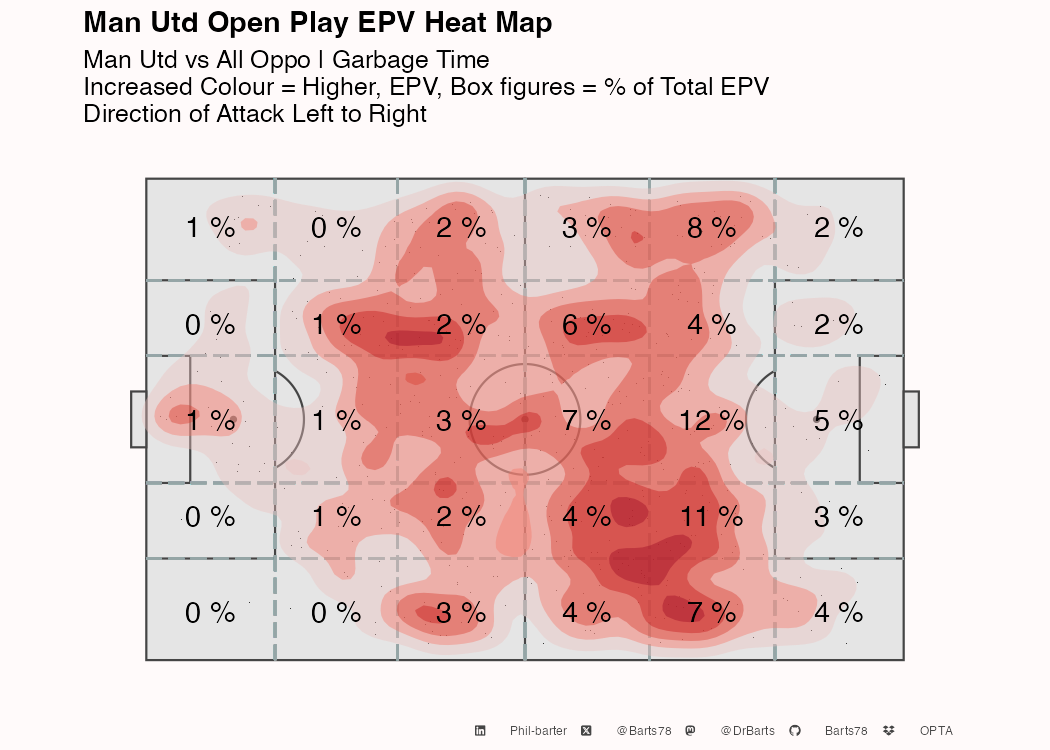 Man Utd Open Play EPV Heat Map
Man Utd vs All Oppo | Garbage Time
Increased Colour = Higher, EPV, Box figures = % of Total EPV
Direction of Attack Left to Right
1 % 0 % 2 % 3 % 8 % 2 %
0 % 1 % 2 % 6 % 4 % 2 %
1 % 1 % 3 % 7 % 12 % 5 %
0 % 1 % 2 % 4 % 11 % 3 %
0 % 0 % 3 % 4 % 7 % 4 %
Phil-barter @Barts78 @DrBarts Barts78 OPTA